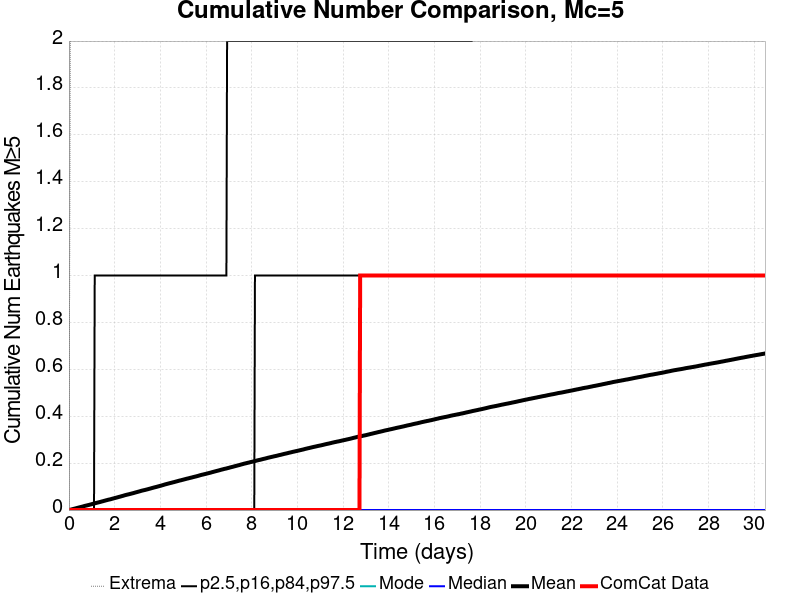 Cumulative Number Comparison, Mc=5
Cumulative Num Earthquakes M≥5
2
1.8
1.6
1.4
1.2
1
0.8
0.6
0.4
0.2
0
0 2 4 6 8 10 12 14 16 18 20 22 24 26 28 30
Time (days)
Extrema p2.5,p16,p84,p97.5 Mode Median Mean ComCat Data